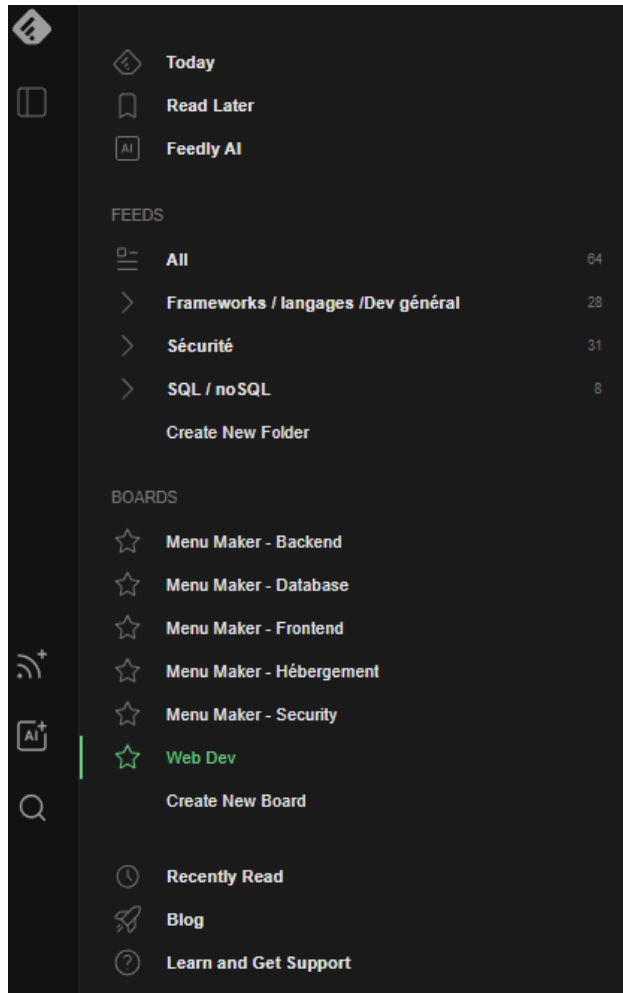 Today
Read Later
AI
Feedly AI
FEEDS
All 64
Frameworks / langages /Dev général 28
Sécurité 31
SQL / noSQL 8
Create New Folder
BOARDS
Menu Maker - Backend
Menu Maker - Database
Menu Maker - Frontend
Menu Maker - Hébergement
Menu Maker - Security
AI
Web Dev
Create New Board
Recently Read
Blog
Learn and Get Support